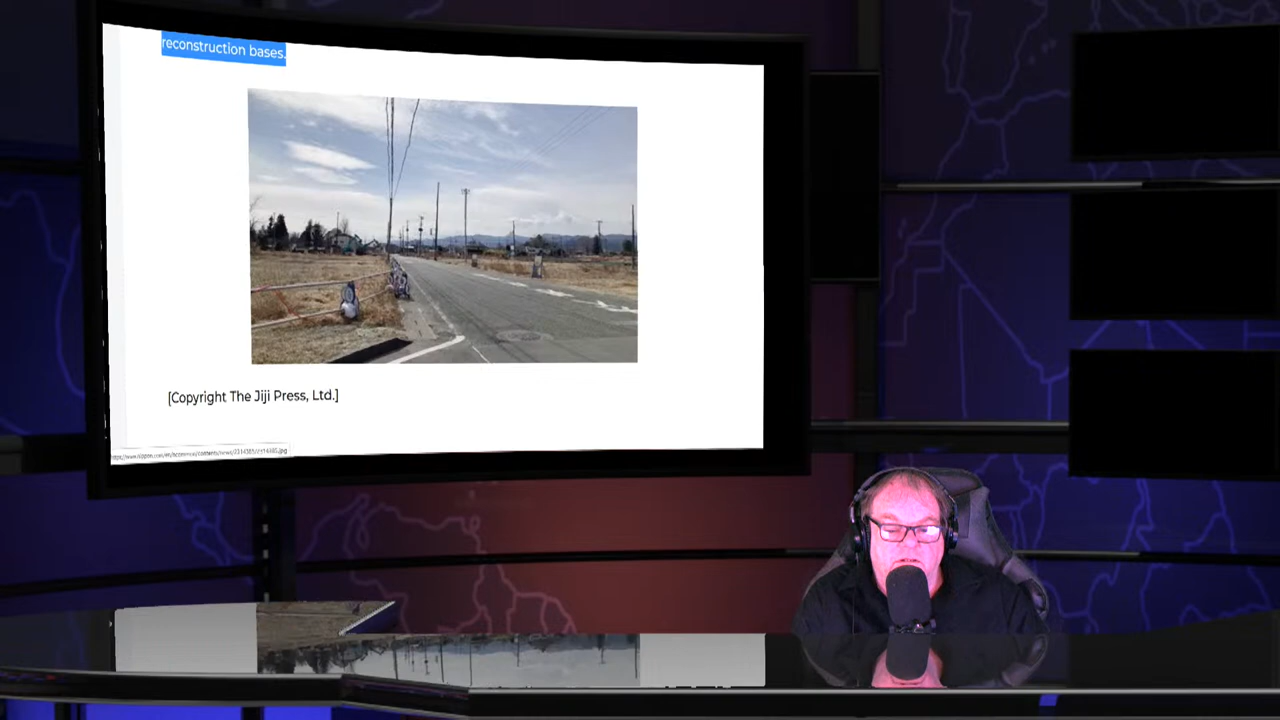 reconstruction bases.
[Copyright The Jiji Press, Ltd.]